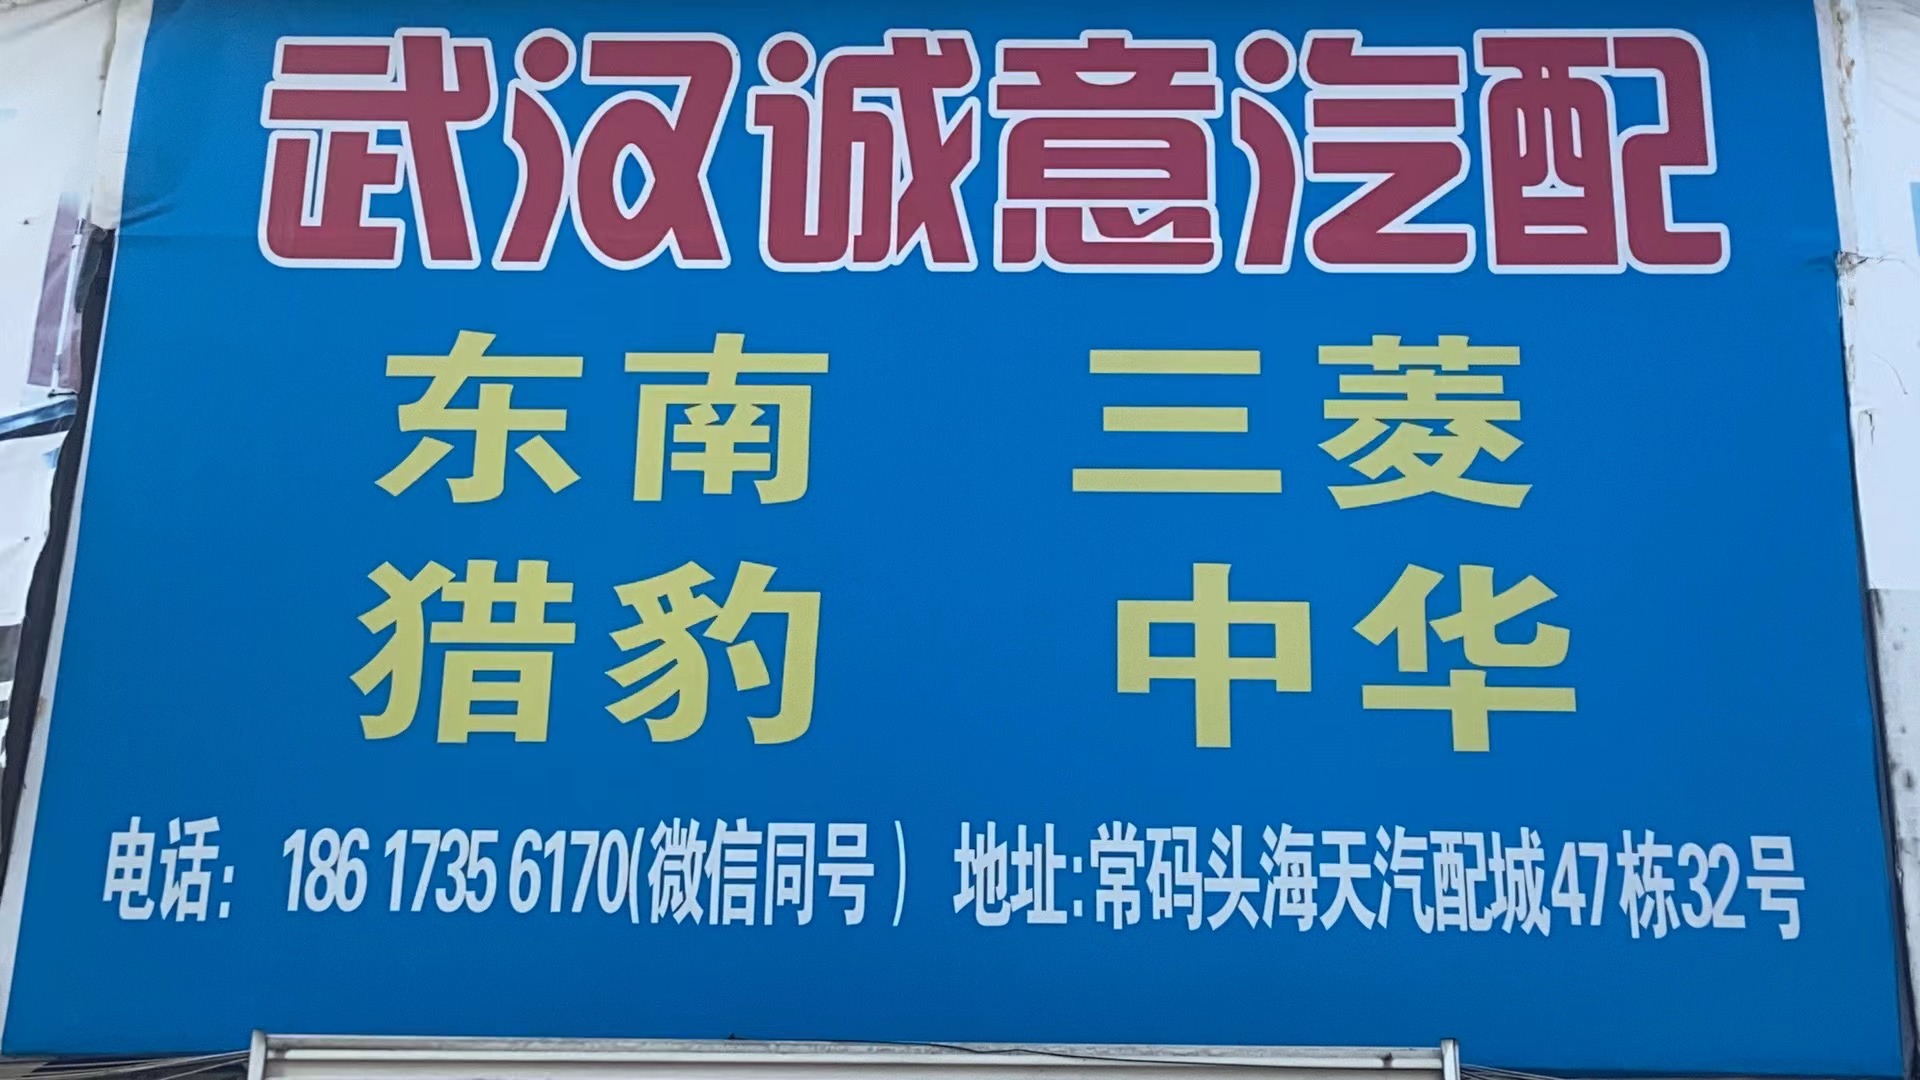 武汉诚意汽配
东南 三菱
猎豹 中华
电话: 186 1735 6170(微信同号) 地址:常码头海天汽配城47栋32号